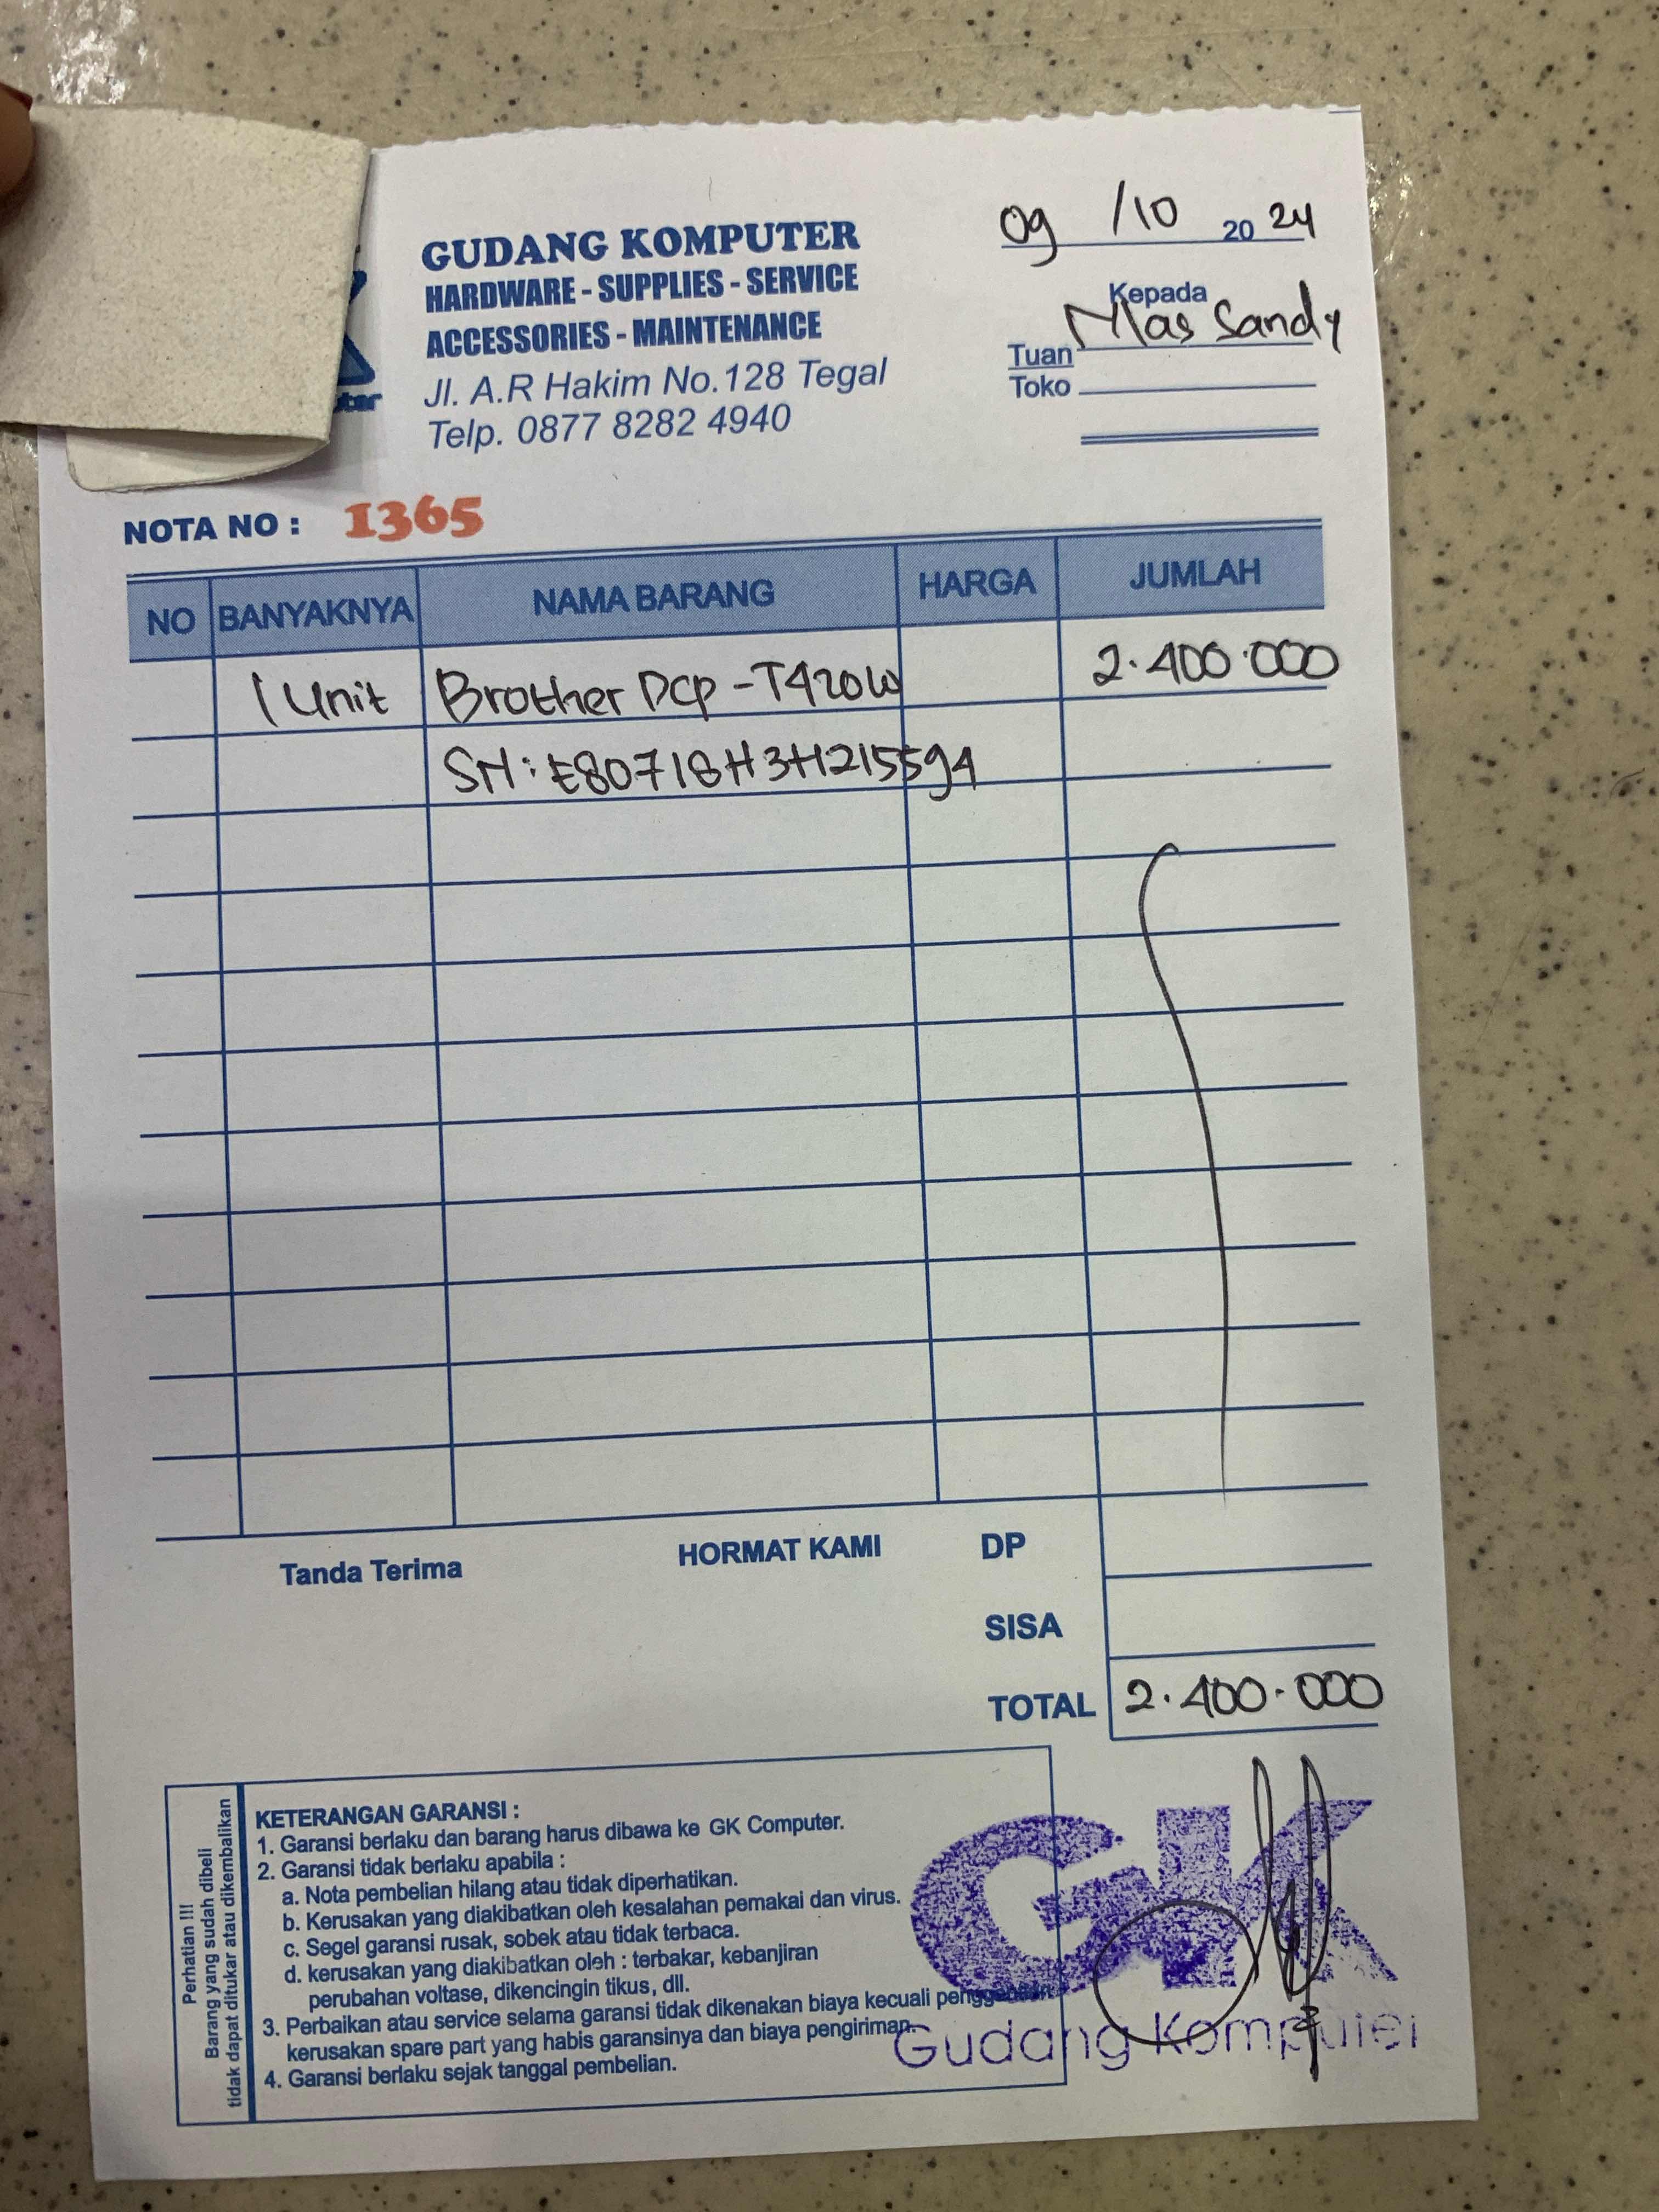 GUDANG KOMPUTER
HARDWARE - SUPPLIES - SERVICE
ACCESSORIES - MAINTENANCE
Jl. A.R Hakim No.128 Tegal
Telp. 0877 8282 4940
09 /10 20 24
Kepada
Tuan Mas Sandy
Toko
NOTA NO : 1365
NO BANYAKNYA NAMA BARANG HARGA JUMLAH
1 Unit Brother DCP - T420W 2.400.000
SN: E80718H3H215594
Tanda Terima HORMAT KAMI DP
SISA
TOTAL 2.400.000
Perhatian !!!
Barang yang sudah dibeli
tidak dapat ditukar atau dikembalikan
KETERANGAN GARANSI :
1. Garansi berlaku dan barang harus dibawa ke GK Computer.
2. Garansi tidak berlaku apabila :
a. Nota pembelian hilang atau tidak diperhatikan.
b. Kerusakan yang diakibatkan oleh kesalahan pemakai dan virus.
c. Segel garansi rusak, sobek atau tidak terbaca.
d. kerusakan yang diakibatkan oleh : terbakar, kebanjiran
perubahan voltase, dikencingin tikus, dll.
3. Perbaikan atau service selama garansi tidak dikenakan biaya kecuali
kerusakan spare part yang habis garansinya dan biaya pengiriman.
4. Garansi berlaku sejak tanggal pembelian.
GK
Gudang Komputer